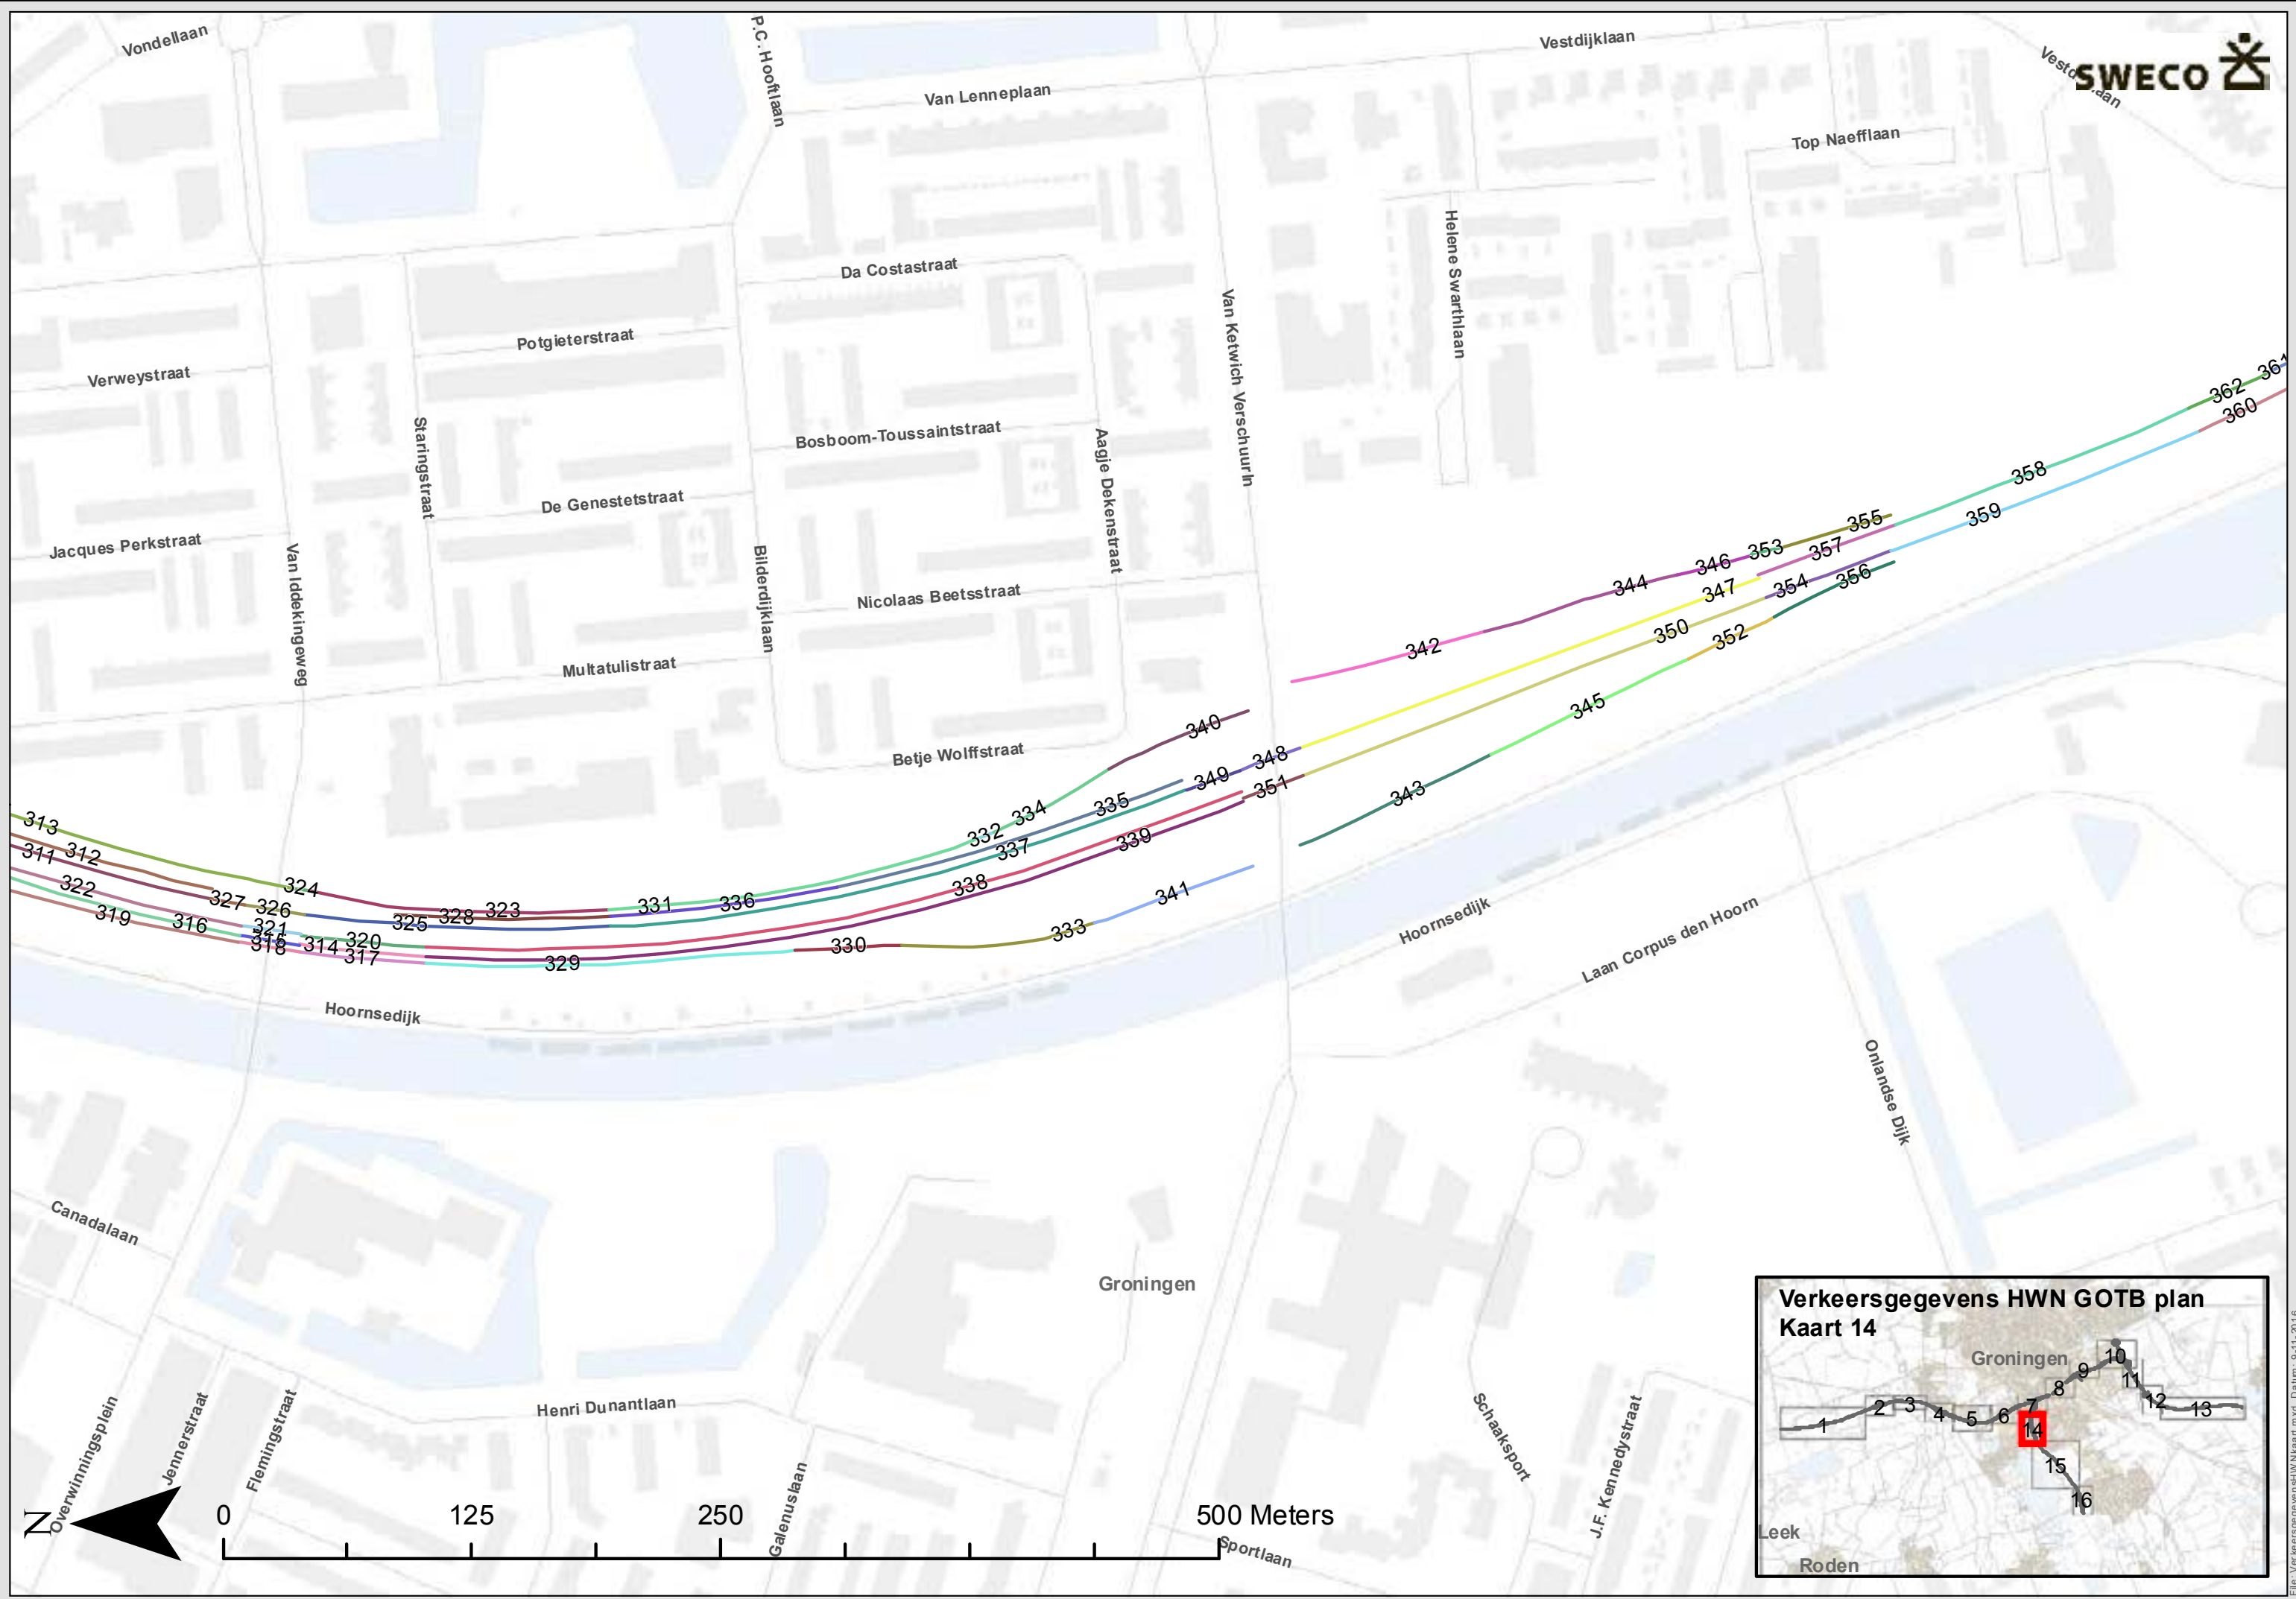 Vondellaan
P.C. Hooftlaan
Van Lenneplaan
Vestdijklaan
SWECO
Top Naefflaan
Helene Swarthlaan
Da Costastraat
Van Ketwich Verschuurln
Potgieterstraat
Verweystraat
Staringstraat
Bosboom-Toussaintstraat
Aagje Dekenstraat
De Genestetstraat
Jacques Perkstraat
Van Iddekingeweg
Bilderdijklaan
Nicolaas Beetsstraat
Multatulistraat
Betje Wolffstraat
361
362
360
358
359
355
353
357
346
344
347
354
356
350
352
342
345
343
340
348
349
351
335
334
332
337
339
338
341
333
330
336
331
323
328
325
329
324
326
327
321
320
314
317
318
313
312
311
322
319
316
Hoornsedijk
Hoornsedijk
Laan Corpus den Hoorn
Onlandse Dijk
Canadalaan
Groningen
Overwinningsplein
Jennerstraat
Flemingstraat
Henri Dunantlaan
Galenuslaan
Schaaksport
J.F. Kennedystraat
Sportlaan
N
0 125 250 500 Meters
Verkeersgegevens HWN GOTB plan
Kaart 14
Groningen
1
2
3
4
5
6
7
8
9
10
11
12
13
14
15
16
Leek
Roden